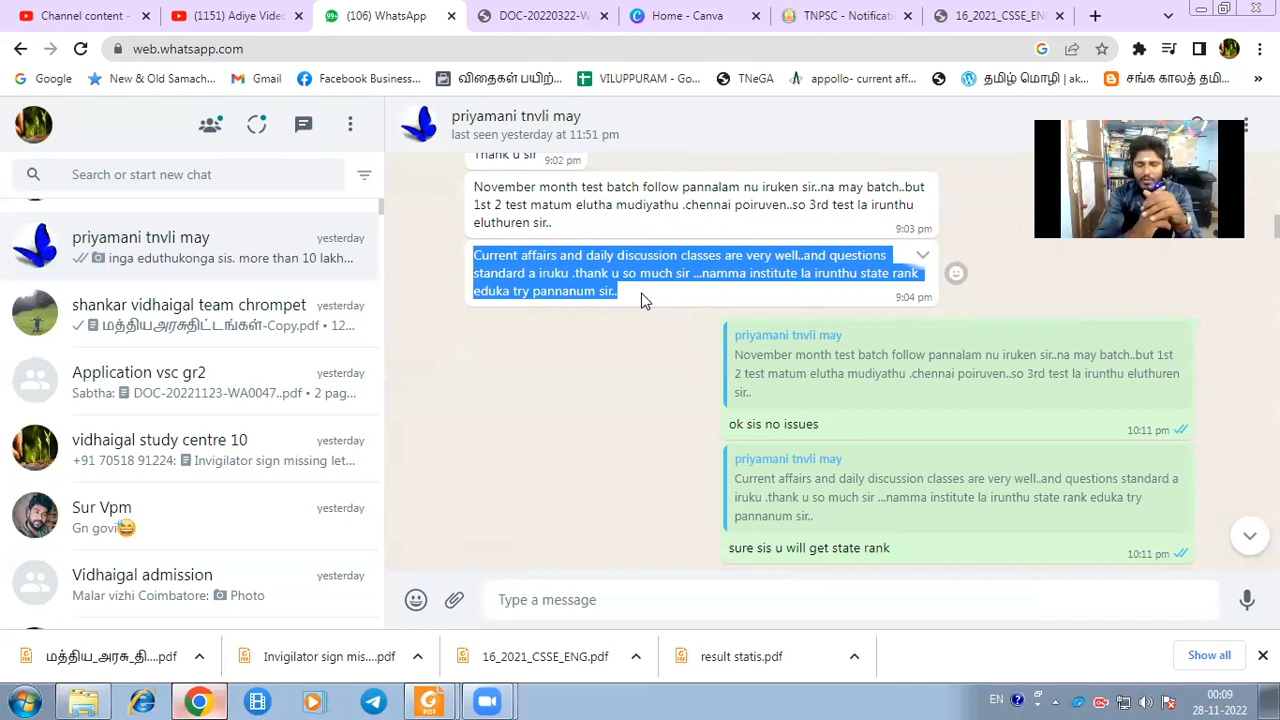 Channel content -
(1151) Adiye Video
(106) WhatsApp
DOC-20220322-W
Home - Canva
TNPSC - Notificat
16_2021_CSSE_ENG
web.whatsapp.com
Google
New & Old Samach...
Gmail
Facebook Business...
விதைகள் பயிற்...
VILUPPURAM - Go...
TNeGA
appollo- current aff...
தமிழ் மொழி | ak...
சங்க காலத் தமி...
Search or start new chat
priyamani tnvli may
yesterday
inga eduthukonga sis. more than 10 lakh...
shankar vidhaigal team chrompet
yesterday
மத்தியஅரசுதிட்டங்கள்-Copy.pdf • 12...
Application vsc gr2
yesterday
Sabtha: DOC-20221123-WA0047..pdf • 2 pag...
vidhaigal study centre 10
yesterday
+91 70518 91224: Invigilator sign missing let...
Sur Vpm
yesterday
Gn govi
Vidhaigal admission
yesterday
Malar vizhi Coimbatore: Photo
priyamani tnvli may
last seen yesterday at 11:51 pm
Thank u sir
9:02 pm
November month test batch follow pannalam nu iruken sir..na may batch..but
1st 2 test matum elutha mudiyathu .chennai poiruven..so 3rd test la irunthu
eluthuren sir..
9:03 pm
Current affairs and daily discussion classes are very well..and questions
standard a iruku .thank u so much sir ...namma institute la irunthu state rank
eduka try pannanum sir..
9:04 pm
priyamani tnvli may
November month test batch follow pannalam nu iruken sir..na may batch..but 1st
2 test matum elutha mudiyathu .chennai poiruven..so 3rd test la irunthu eluthuren
sir..
ok sis no issues
10:11 pm
priyamani tnvli may
Current affairs and daily discussion classes are very well..and questions standard a
iruku .thank u so much sir ...namma institute la irunthu state rank eduka try
pannanum sir..
sure sis u will get state rank
10:11 pm
Type a message
மத்திய_அரசு_தி....pdf
Invigilator sign mis....pdf
16_2021_CSSE_ENG.pdf
result statis.pdf
Show all
PDF
EN
00:09
28-11-2022